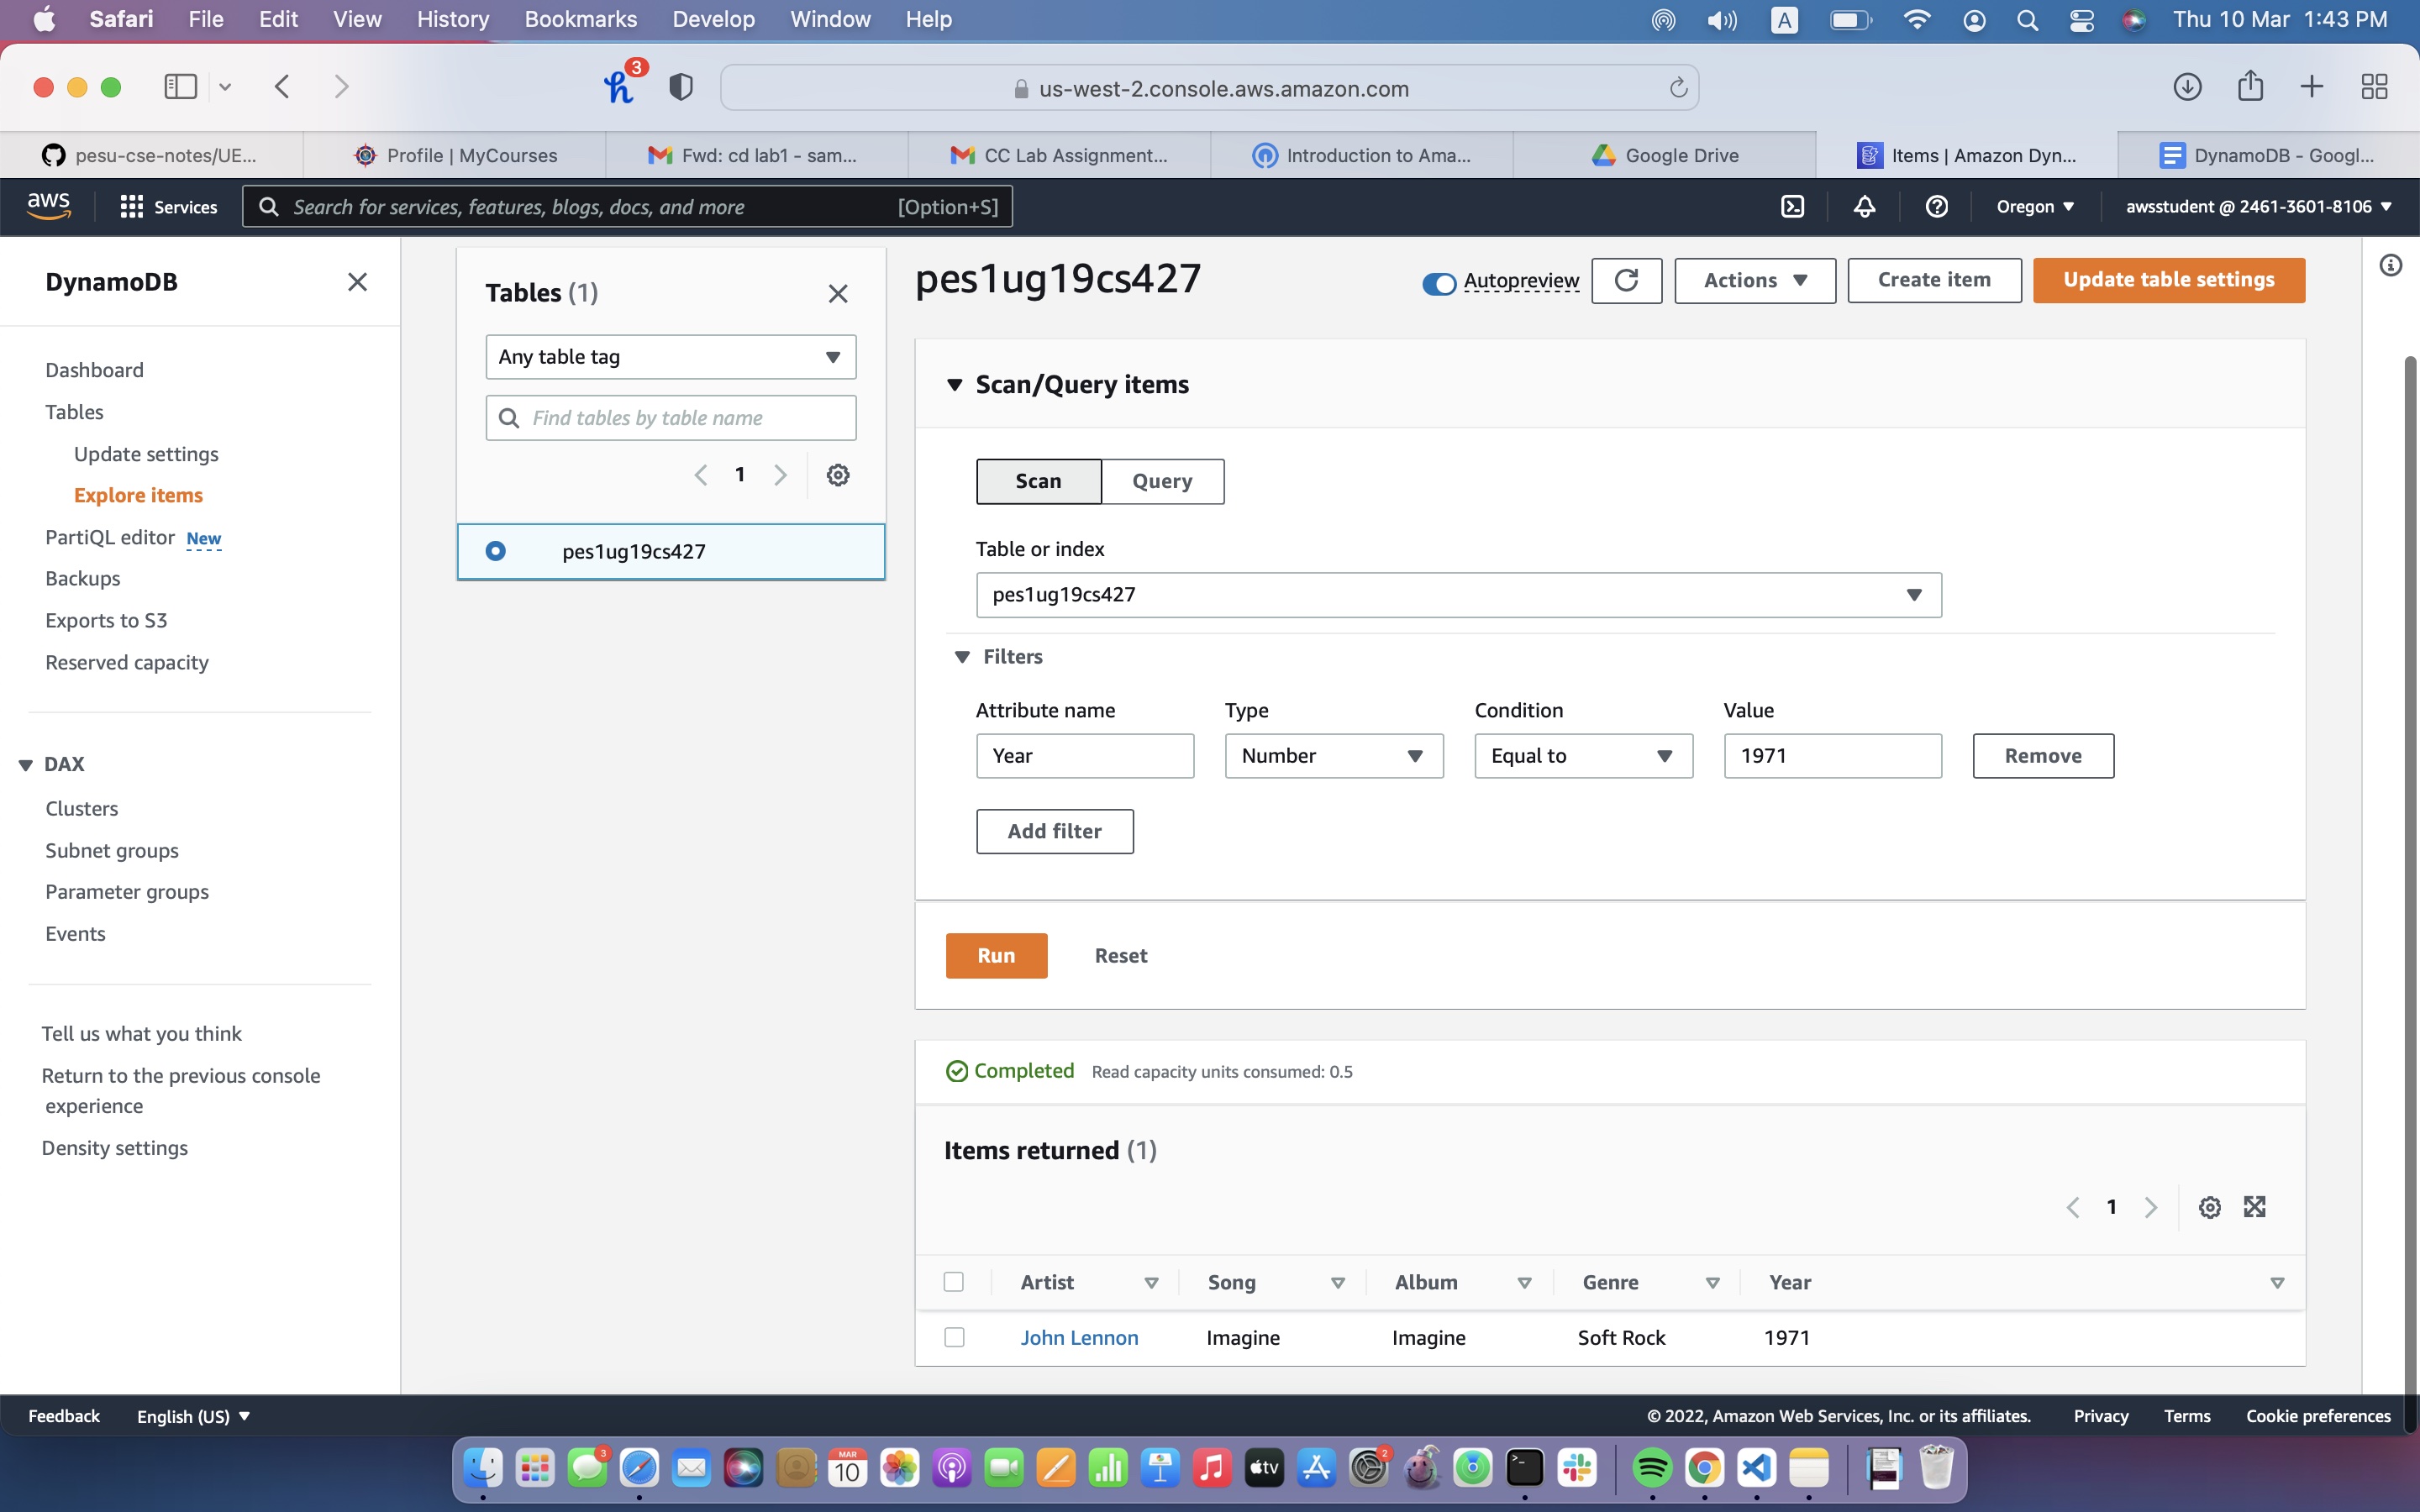 Safari File Edit View History Bookmarks Develop Window Help A Thu 10 Mar 1:43 PM
3 us-west-2.console.aws.amazon.com
pesu-cse-notes/UE... Profile | MyCourses Fwd: cd lab1 - sam... CC Lab Assignment... Introduction to Ama... Google Drive Items | Amazon Dyn... DynamoDB - Googl...
aws Services Search for services, features, blogs, docs, and more [Option+S] Oregon awsstudent @ 2461-3601-8106
DynamoDB
Dashboard
Tables
Update settings
Explore items
PartiQL editor New
Backups
Exports to S3
Reserved capacity
DAX
Clusters
Subnet groups
Parameter groups
Events
Tell us what you think
Return to the previous console
experience
Density settings
Tables (1)
Any table tag
Find tables by table name
1
pes1ug19cs427
pes1ug19cs427 Autopreview Actions Create item Update table settings
Scan/Query items
Scan Query
Table or index
pes1ug19cs427
Filters
Attribute name Type Condition Value
Year Number Equal to 1971 Remove
Add filter
Run Reset
Completed Read capacity units consumed: 0.5
Items returned (1)
1
Artist Song Album Genre Year
John Lennon Imagine Imagine Soft Rock 1971
Feedback English (US) © 2022, Amazon Web Services, Inc. or its affiliates. Privacy Terms Cookie preferences
3 MAR 10 tv 2